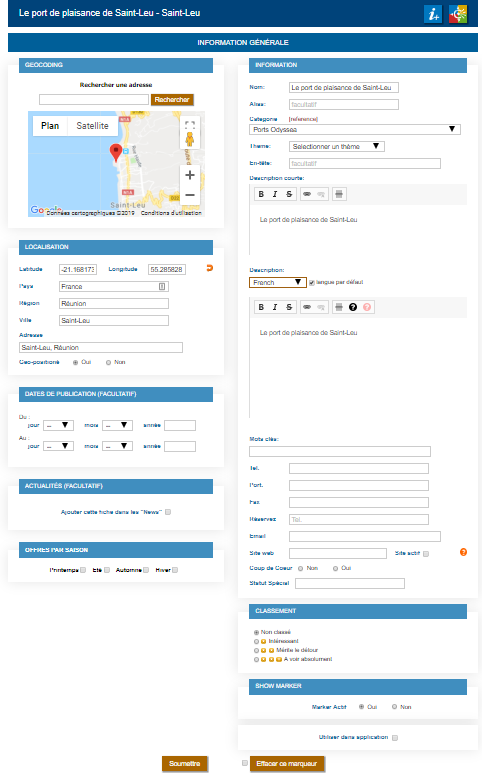 Le port de plaisance de Saint-Leu - Saint-Leu
INFORMATION GÉNÉRALE
GEOCODING
Rechercher une adresse
Rechercher
Plan Satellite
Saint-Leu
Google
Données cartographiques ©2019 Conditions d'utilisation
LOCALISATION
Latitude -21.168173 Longitude 55.285828
Pays France
Région Réunion
Ville Saint-Leu
Adresse
Saint-Leu, Réunion
Géo-positionné Oui Non
DATES DE PUBLICATION (FACULTATIF)
Du :
jour -- mois -- année
Au :
jour -- mois -- année
ACTUALITÉS (FACULTATIF)
Ajouter cette fiche dans les "News"
OFFRES PAR SAISON
Printemps Eté Automne Hiver
INFORMATION
Nom: Le port de plaisance de Saint-Leu
Alias: facultatif
Catégorie (reference)
Ports Odyssea
Thème: Selectionner un thème
En-tête: facultatif
Description courte:
B I S
Le port de plaisance de Saint-Leu
Description:
French langue par défaut
B I S
Le port de plaisance de Saint-Leu
Mots clés:
Tel.
Port.
Fax
Réservez Tel.
Email
Site web Site actif
Coup de Coeur Non Oui
Statut Spécial
CLASSEMENT
Non classé
Intéressant
Mérite le détour
A voir absolument
SHOW MARKER
Marker Actif Oui Non
Utiliser dans application
Soumettre Effacer ce marqueur